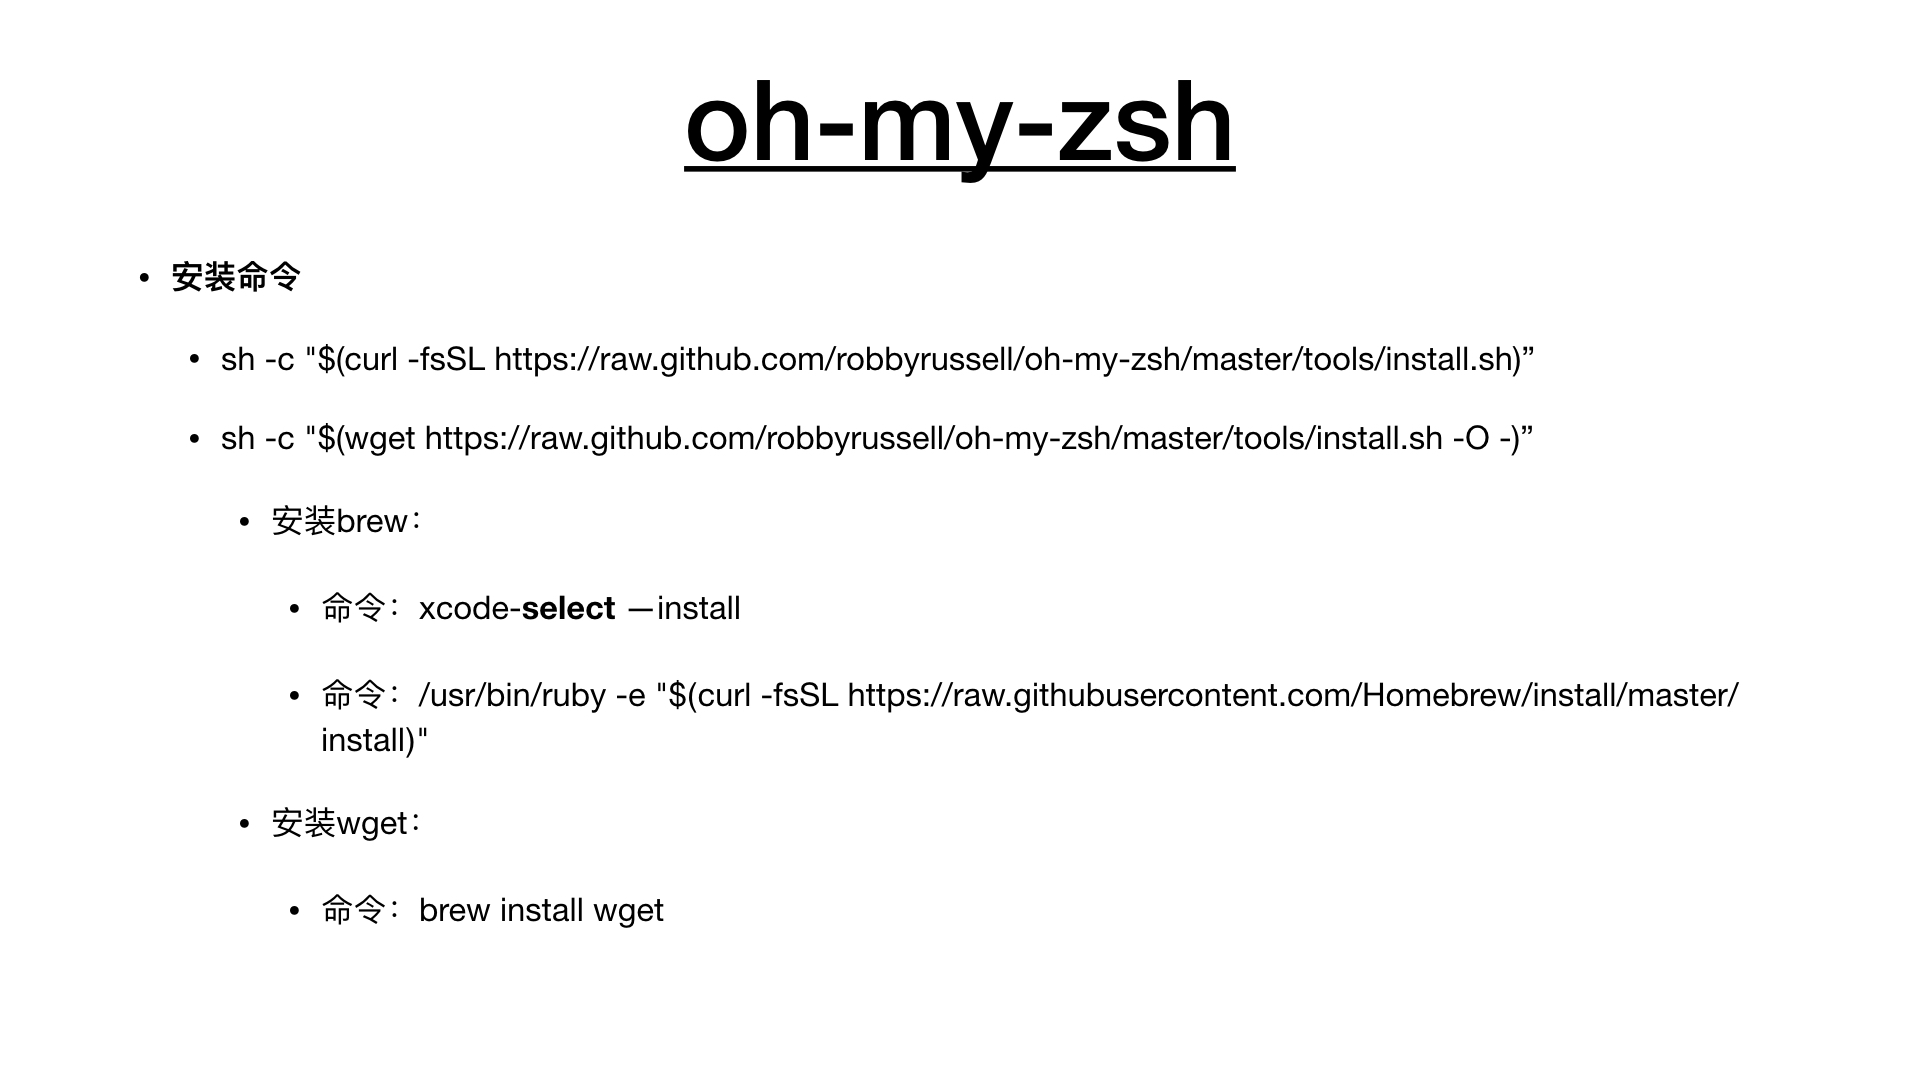 oh-my-zsh
• 安装命令
• sh -c "$(curl -fsSL https://raw.github.com/robbyrussell/oh-my-zsh/master/tools/install.sh)”
• sh -c "$(wget https://raw.github.com/robbyrussell/oh-my-zsh/master/tools/install.sh -O -)”
• 安装brew：
• 命令：xcode-select —install
• 命令：/usr/bin/ruby -e "$(curl -fsSL https://raw.githubusercontent.com/Homebrew/install/master/
install)"
• 安装wget：
• 命令：brew install wget